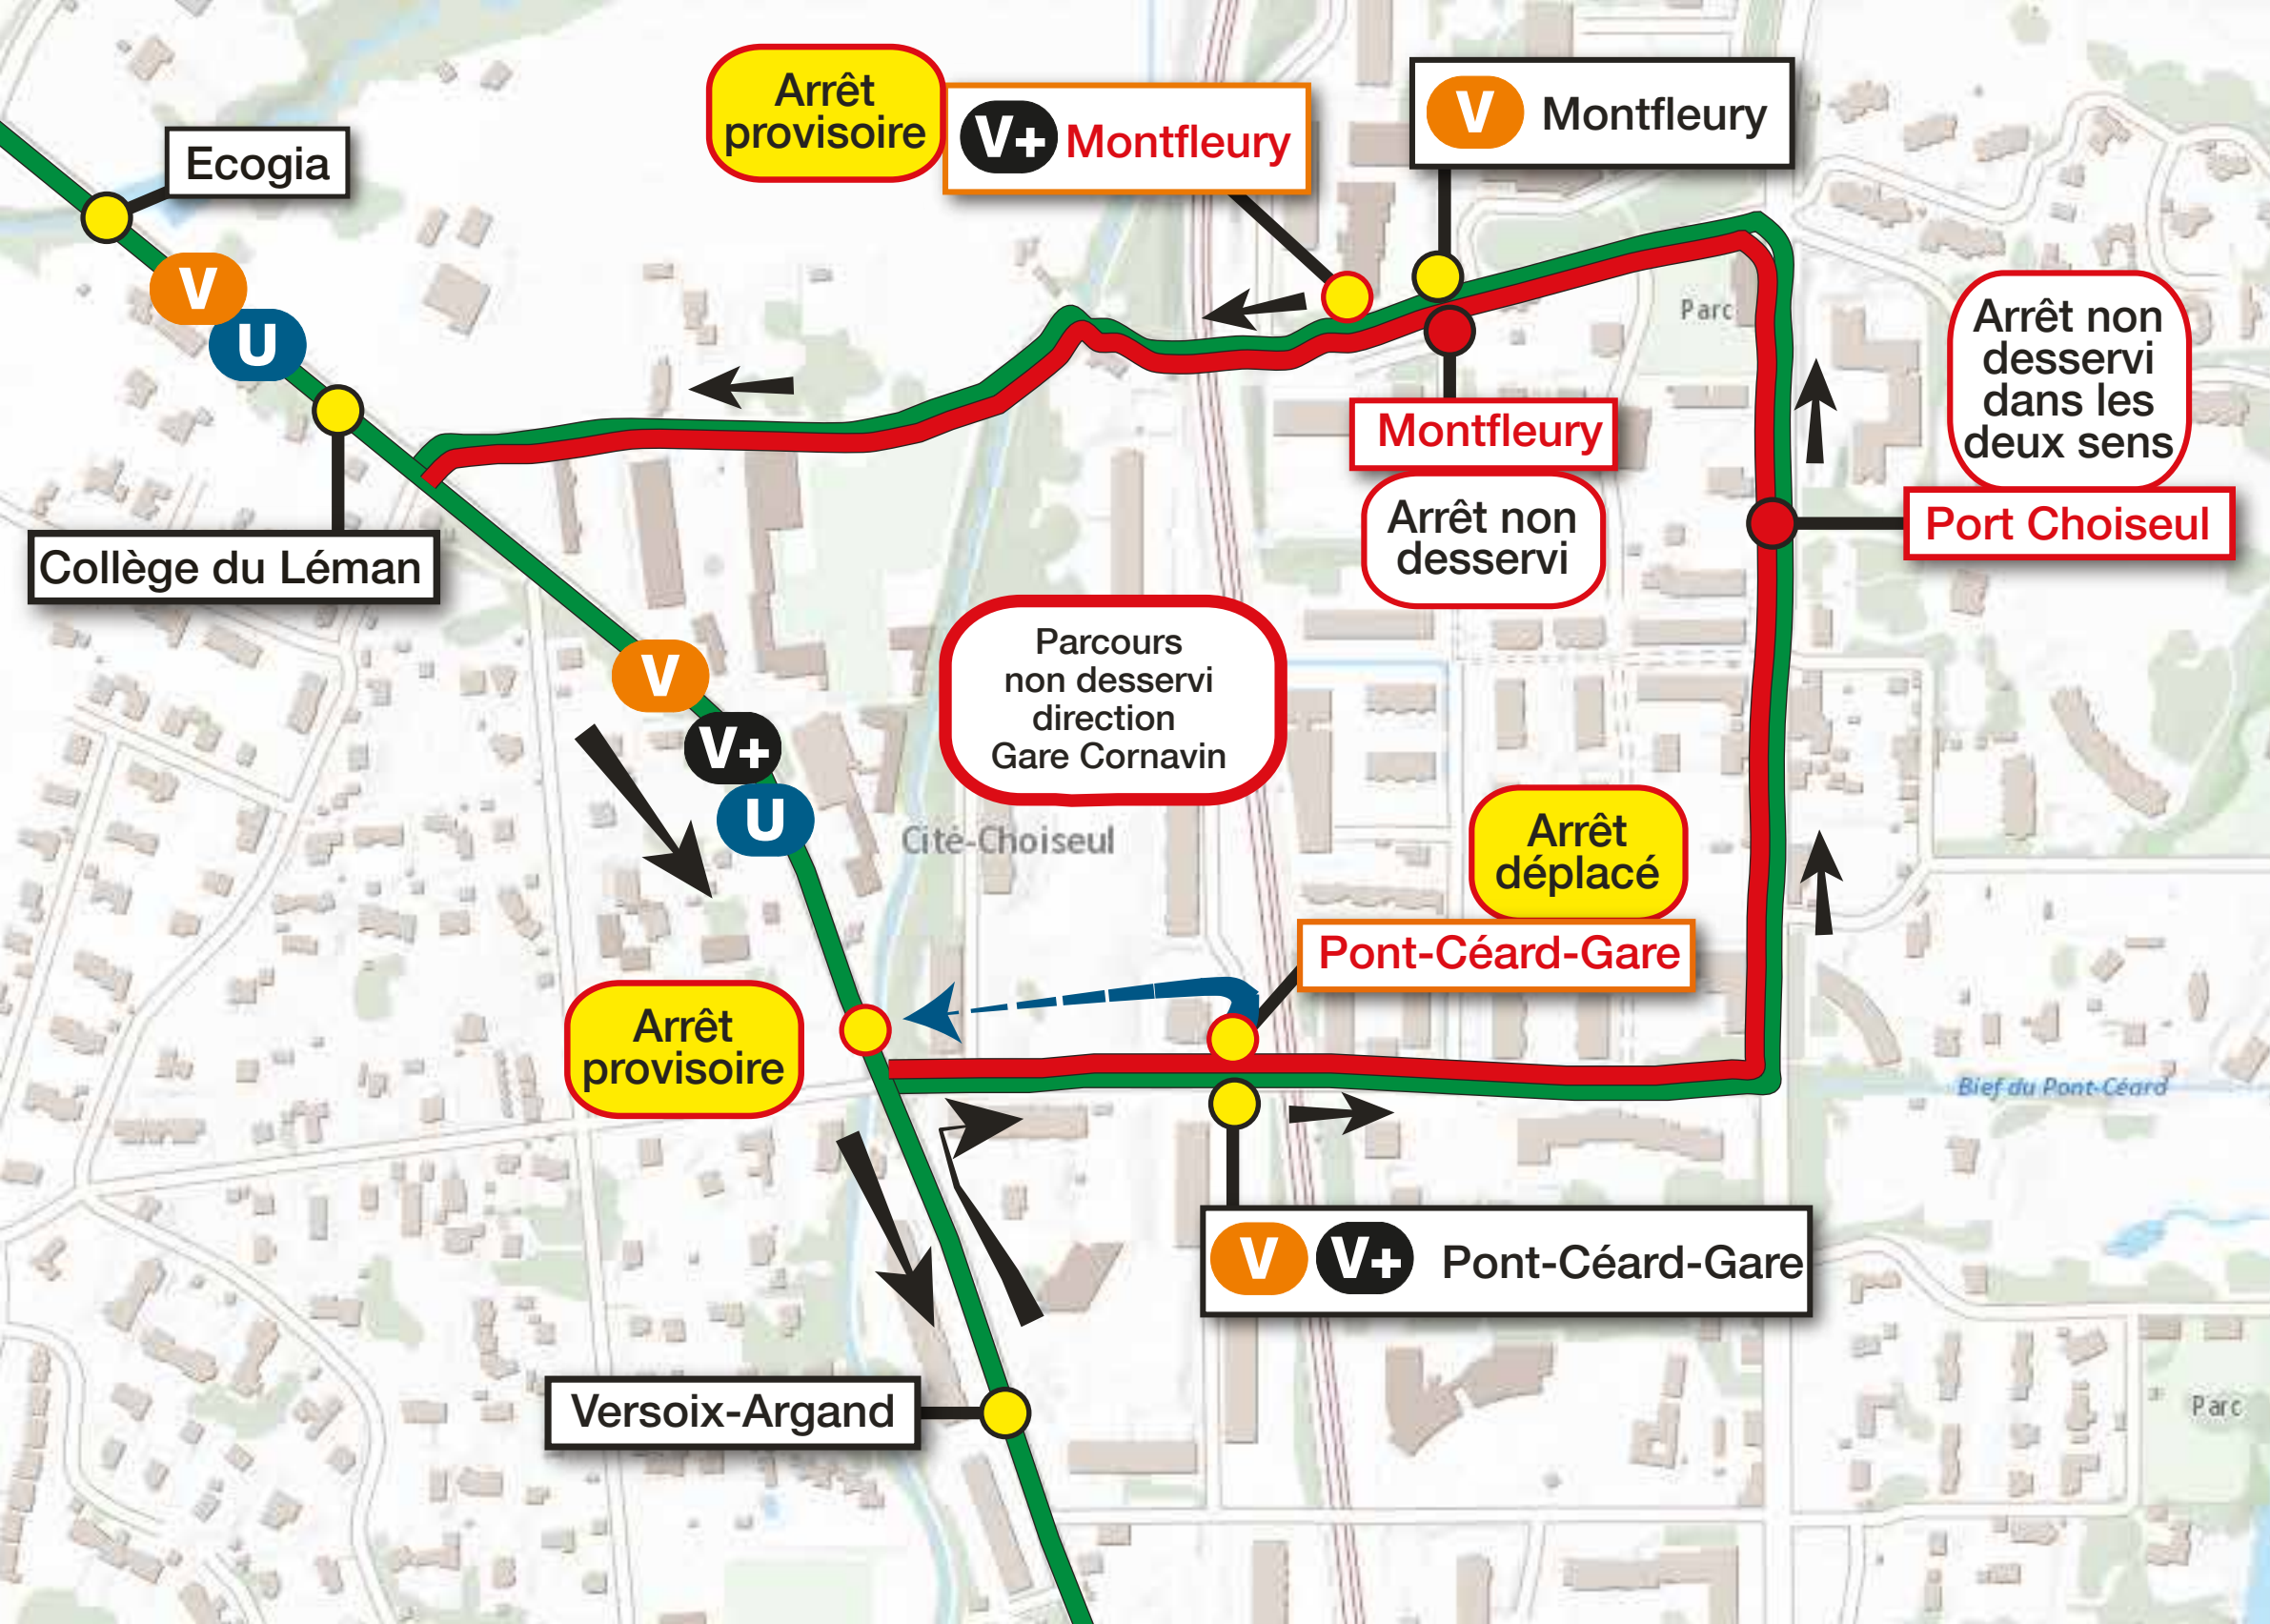 Arrêt
provisoire
V+ Montfleury
V Montfleury
Ecogia
V
U
Parc
Arrêt non
desservi
dans les
deux sens
Port Choiseul
Montfleury
Arrêt non
desservi
Collège du Léman
Parcours
non desservi
direction
Gare Cornavin
V
V+
U
Cité-Choiseul
Arrêt
déplacé
Pont-Céard-Gare
Arrêt
provisoire
Bief du Pont-Céard
V V+ Pont-Céard-Gare
Versoix-Argand
Parc